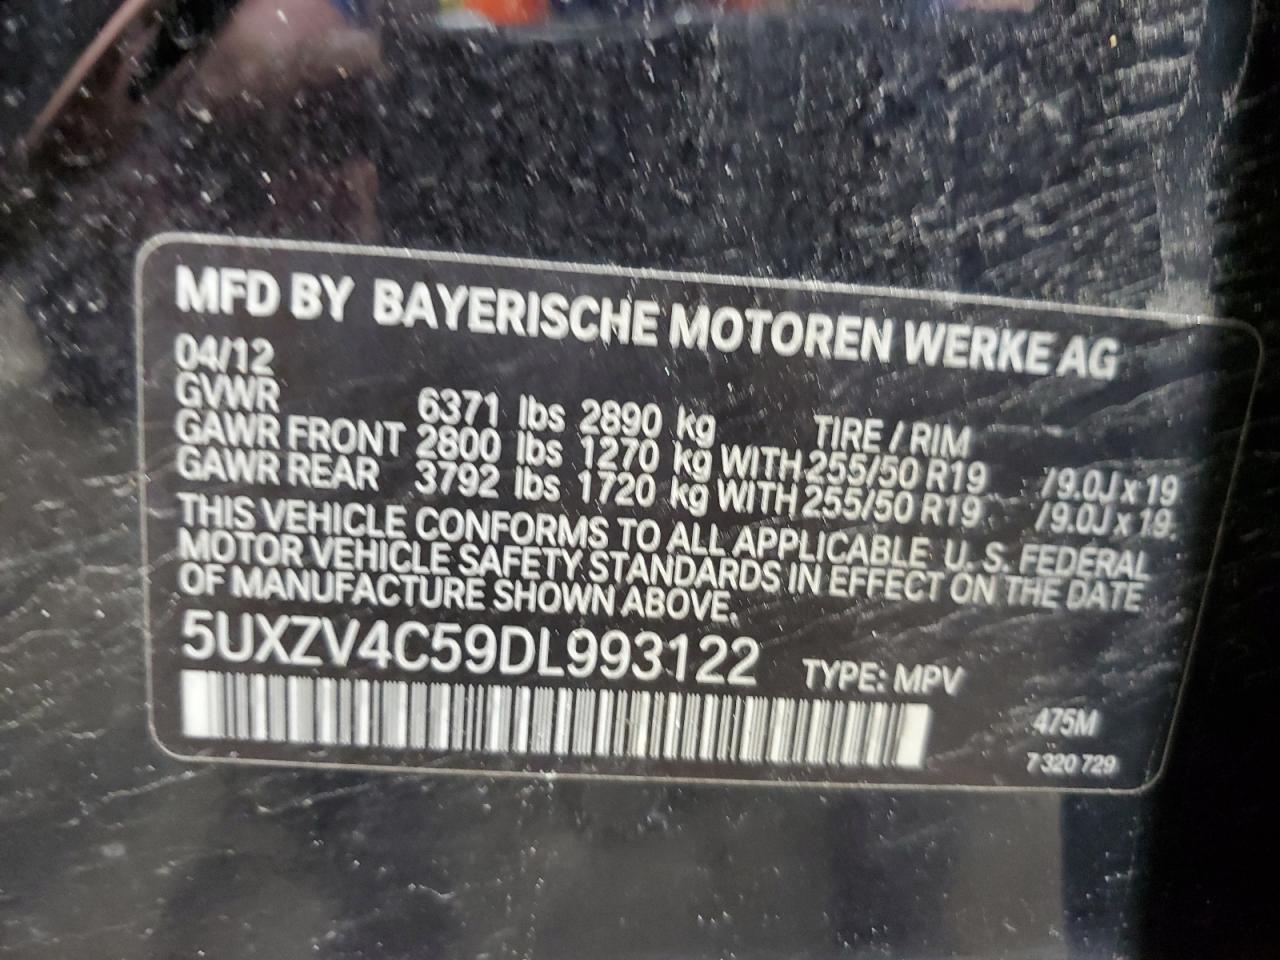 MFD BY BAYERISCHE MOTOREN WERKE AG
04/12
GVWR 6371 lbs 2890 kg TIRE / RIM
GAWR FRONT 2800 lbs 1270 kg WITH 255/50 R19 /9.0J x 19
GAWR REAR 3792 lbs 1720 kg WITH 255/50 R19 /9.0J x 19.
THIS VEHICLE CONFORMS TO ALL APPLICABLE U. S. FEDERAL
MOTOR VEHICLE SAFETY STANDARDS IN EFFECT ON THE DATE
OF MANUFACTURE SHOWN ABOVE.
5UXZV4C59DL993122 TYPE: MPV
475M
7 320 729